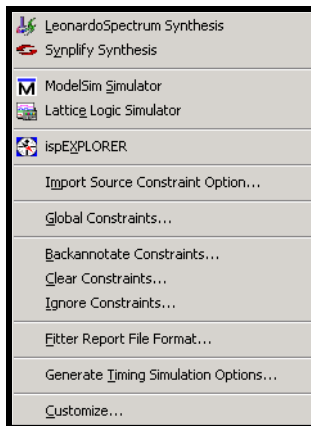 LeonardoSpectrum Synthesis
Synplify Synthesis
ModelSim Simulator
Lattice Logic Simulator
ispEXPLORER
Import Source Constraint Option...
Global Constraints...
Backannotate Constraints...
Clear Constraints...
Ignore Constraints...
Fitter Report File Format...
Generate Timing Simulation Options...
Customize...